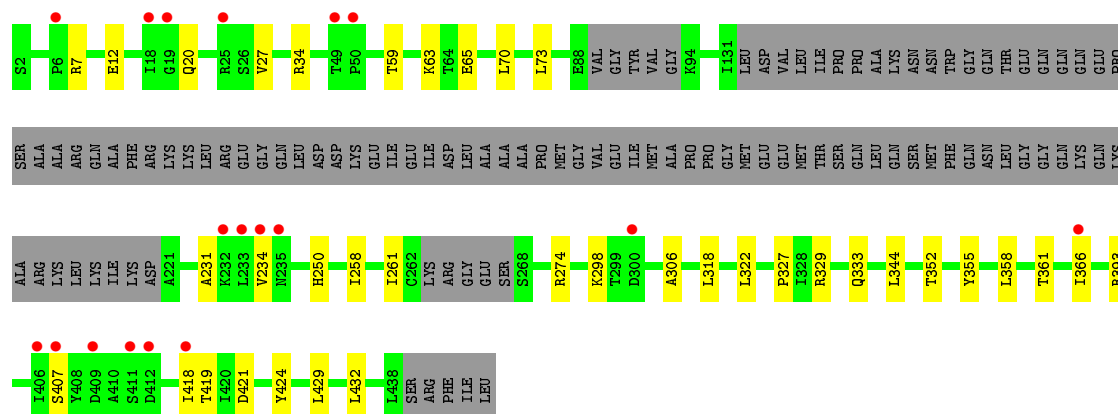 S2 P6 R7 E12 I18 G19 Q20 R25 S26 V27 R34 T49 P50 T59 K63 T64 E65 L70 L73 E88 VAL GLY TYR VAL GLY K94 I131 LEU ASP VAL LEU ILE PRO PRO ALA LYS ASN ASN TRP GLY GLN THR GLU GLN GLN GLN GLU PRO
SER ALA ALA ARG GLN ALA PHE ARG LYS LYS LEU ARG GLU GLY GLN LEU ASP ASP LYS GLU ILE GLU ILE ASP LEU ALA ALA ALA PRO MET GLY VAL GLU ILE MET ALA PRO PRO GLY MET GLU GLU MET THR SER GLN LEU GLN SER MET PHE GLN ASN LEU GLY GLY GLN LYS GLN LYS
ALA ARG LYS LEU LYS ILE LYS ASP A221 A231 K232 L233 V234 N235 H250 I258 I261 C262 LYS ARG GLY GLU SER S268 R274 K298 T299 D300 A306 L318 L322 P327 I328 R329 Q333 L344 T352 Y355 L358 T361 I366 R393
I406 S407 Y408 D409 A410 S411 D412 I418 T419 I420 D421 Y424 L429 L432 L438 SER ARG PHE ILE LEU